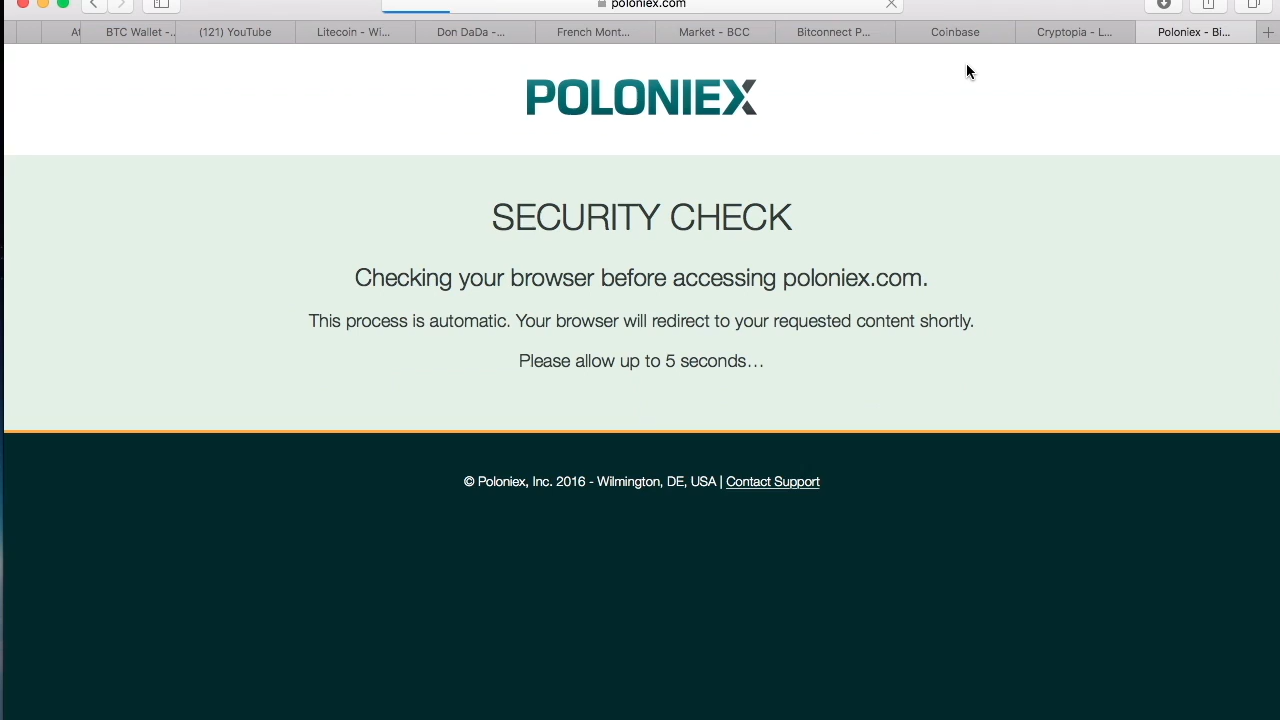 poloniex.com
BTC Wallet -...
(121) YouTube
Litecoin - Wi...
Don DaDa -...
French Mont...
Market - BCC
Bitconnect P...
Coinbase
Cryptopia - L...
Poloniex - Bi...
POLONIEX
SECURITY CHECK
Checking your browser before accessing poloniex.com.
This process is automatic. Your browser will redirect to your requested content shortly.
Please allow up to 5 seconds...
© Poloniex, Inc. 2016 - Wilmington, DE, USA | Contact Support